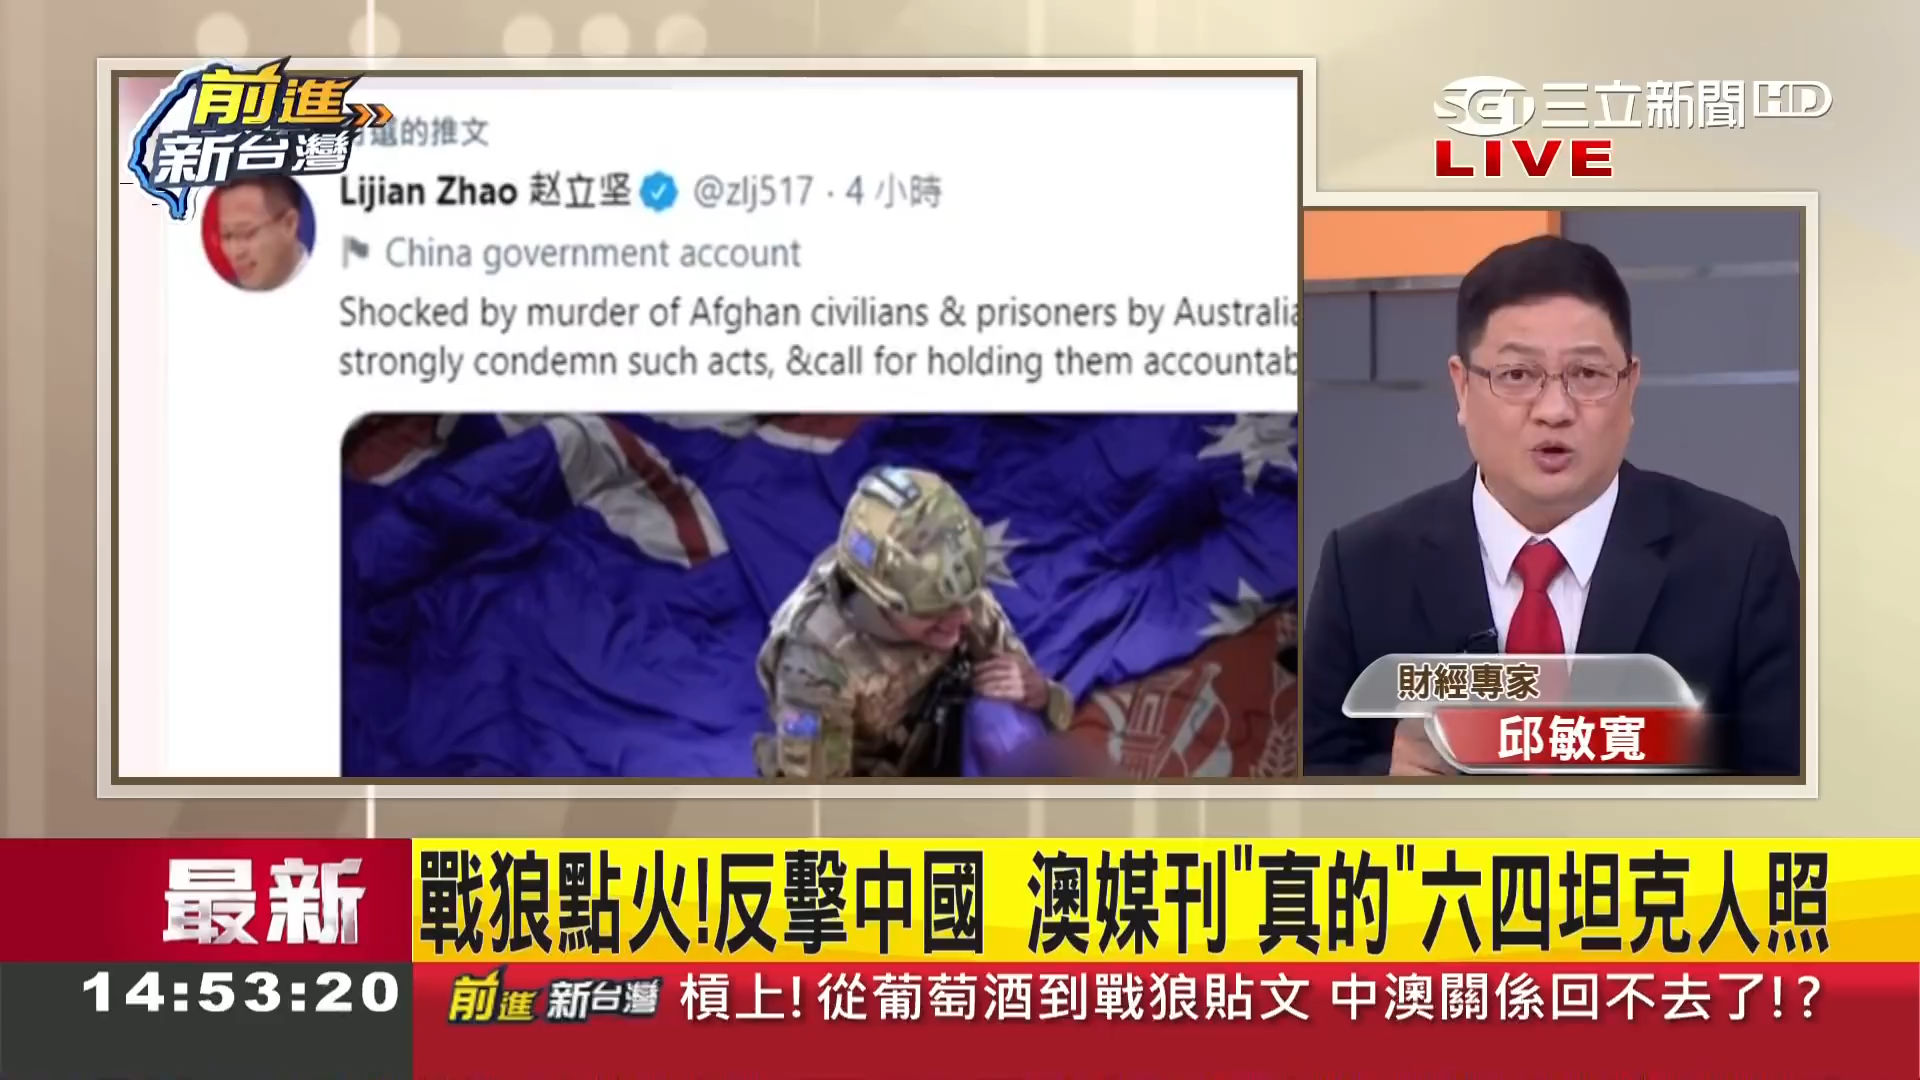 前進
新台灣
選的推文
Lijian Zhao 赵立坚 @zlj517 · 4 小時
China government account
Shocked by murder of Afghan civilians & prisoners by Australia
strongly condemn such acts, &call for holding them accountab
SET 三立新聞 HD
LIVE
財經專家
邱敏寬
最新
戰狼點火!反擊中國 澳媒刊"真的"六四坦克人照
14:53:20
前進新台灣 槓上!從葡萄酒到戰狼貼文 中澳關係回不去了!?